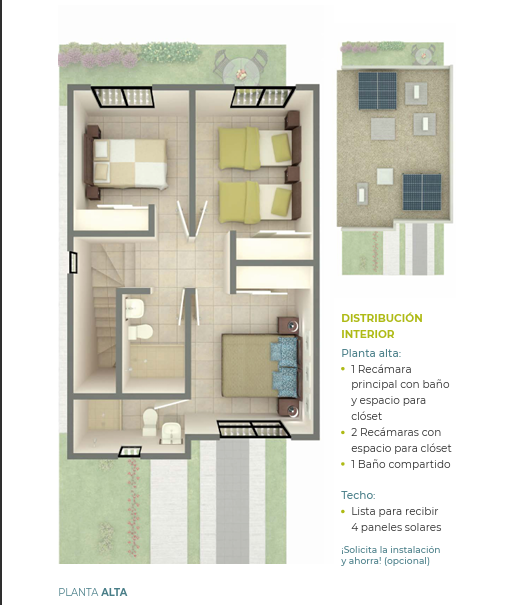 DISTRIBUCIÓN
INTERIOR
Planta alta:
• 1 Recámara
principal con baño
y espacio para
clóset
• 2 Recámaras con
espacio para clóset
• 1 Baño compartido
Techo:
• Lista para recibir
4 paneles solares
¡Solicita la instalación
y ahorra! (opcional)
PLANTA ALTA